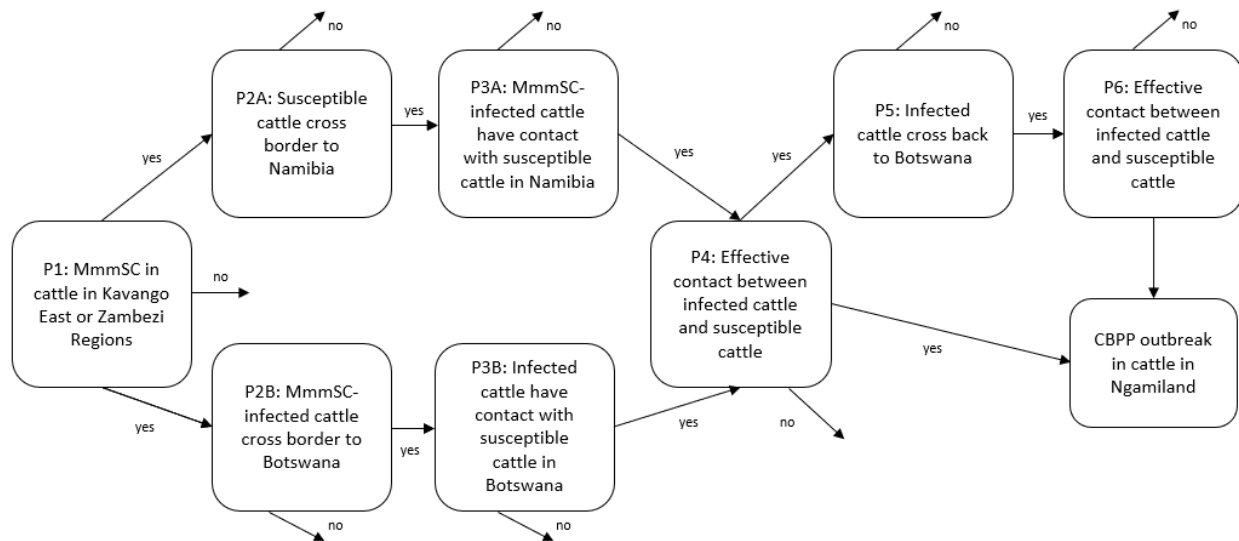 no
no
no
no
P2A: Susceptible
cattle cross
border to
Namibia
yes
P3A: MmmSC-
infected cattle
have contact
with susceptible
cattle in Namibia
yes
yes
yes
P5: Infected
cattle cross back
to Botswana
yes
P6: Effective
contact between
infected cattle
and susceptible
cattle
P1: MmmSC in
cattle in Kavango
East or Zambezi
Regions
no
yes
P4: Effective
contact between
infected cattle
and susceptible
cattle
yes
no
CBPP outbreak
in cattle in
Ngamiland
P2B: MmmSC-
infected cattle
cross border to
Botswana
yes
P3B: Infected
cattle have
contact with
susceptible
cattle in
Botswana
yes
no
no